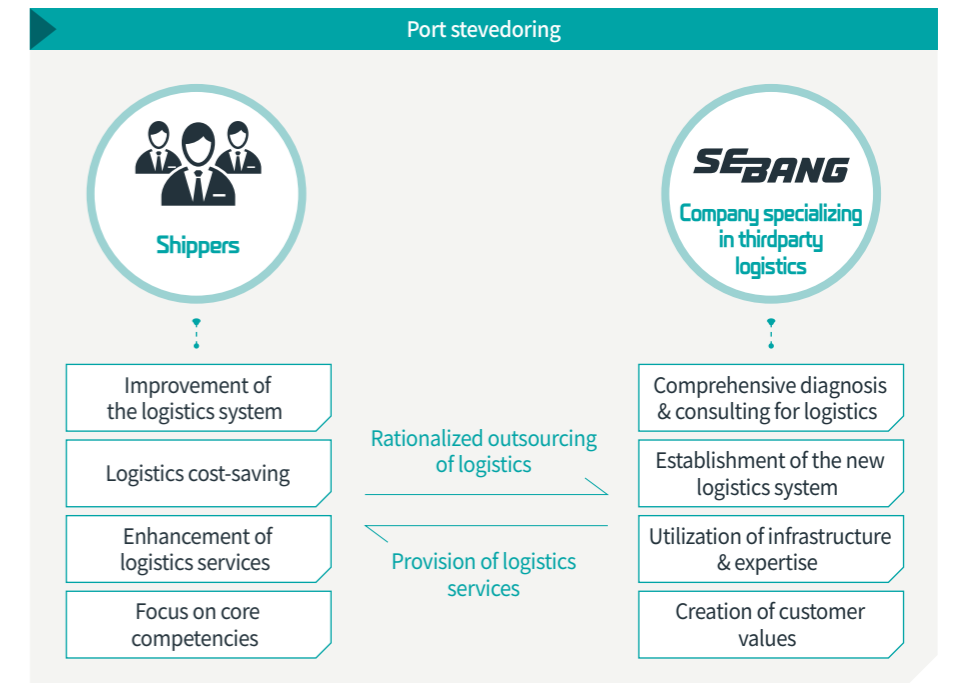 Port stevedoring
Shippers
SEBANG
Company specializing
in thirdparty
logistics
Improvement of
the logistics system
Logistics cost-saving
Enhancement of
logistics services
Focus on core
competencies
Rationalized outsourcing
of logistics
Provision of logistics
services
Comprehensive diagnosis
& consulting for logistics
Establishment of the new
logistics system
Utilization of infrastructure
& expertise
Creation of customer
values